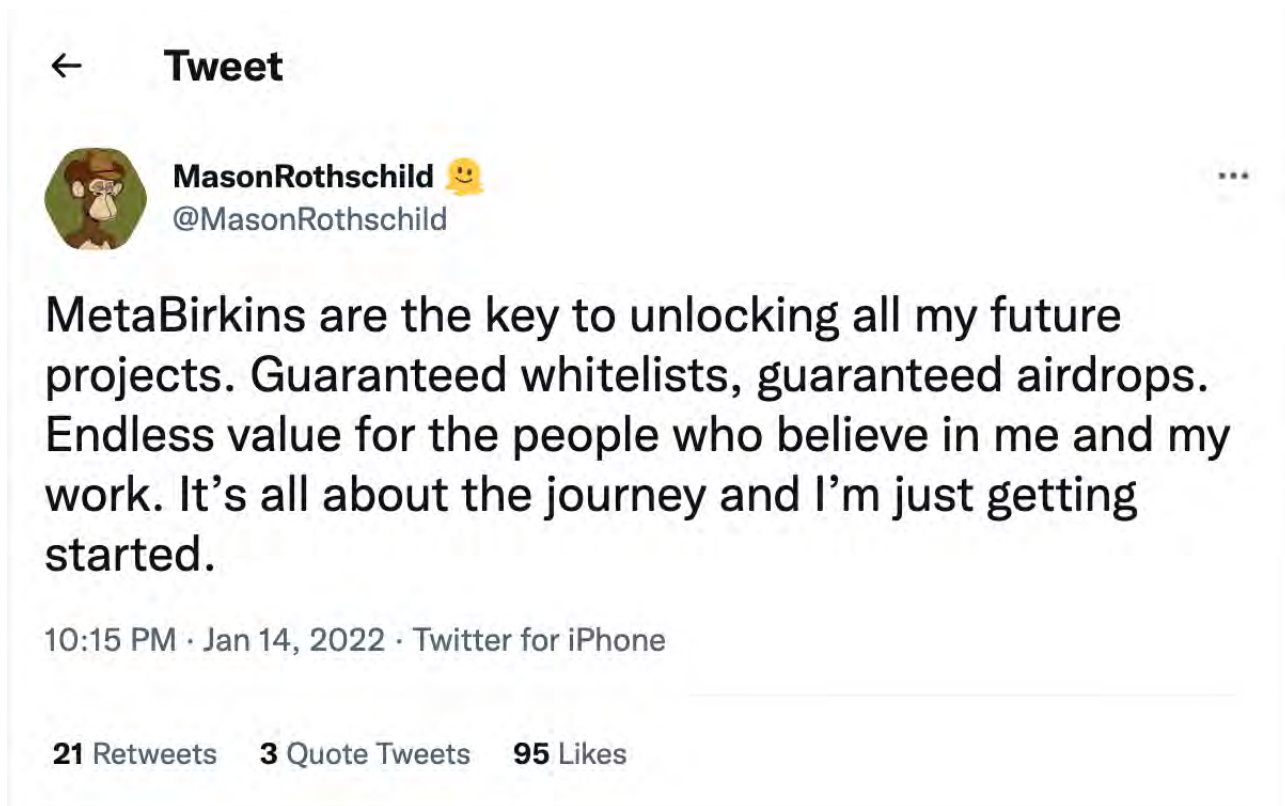 ← Tweet
MasonRothschild 🫠
@MasonRothschild
MetaBirkins are the key to unlocking all my future
projects. Guaranteed whitelists, guaranteed airdrops.
Endless value for the people who believe in me and my
work. It’s all about the journey and I’m just getting
started.
10:15 PM · Jan 14, 2022 · Twitter for iPhone
21 Retweets 3 Quote Tweets 95 Likes